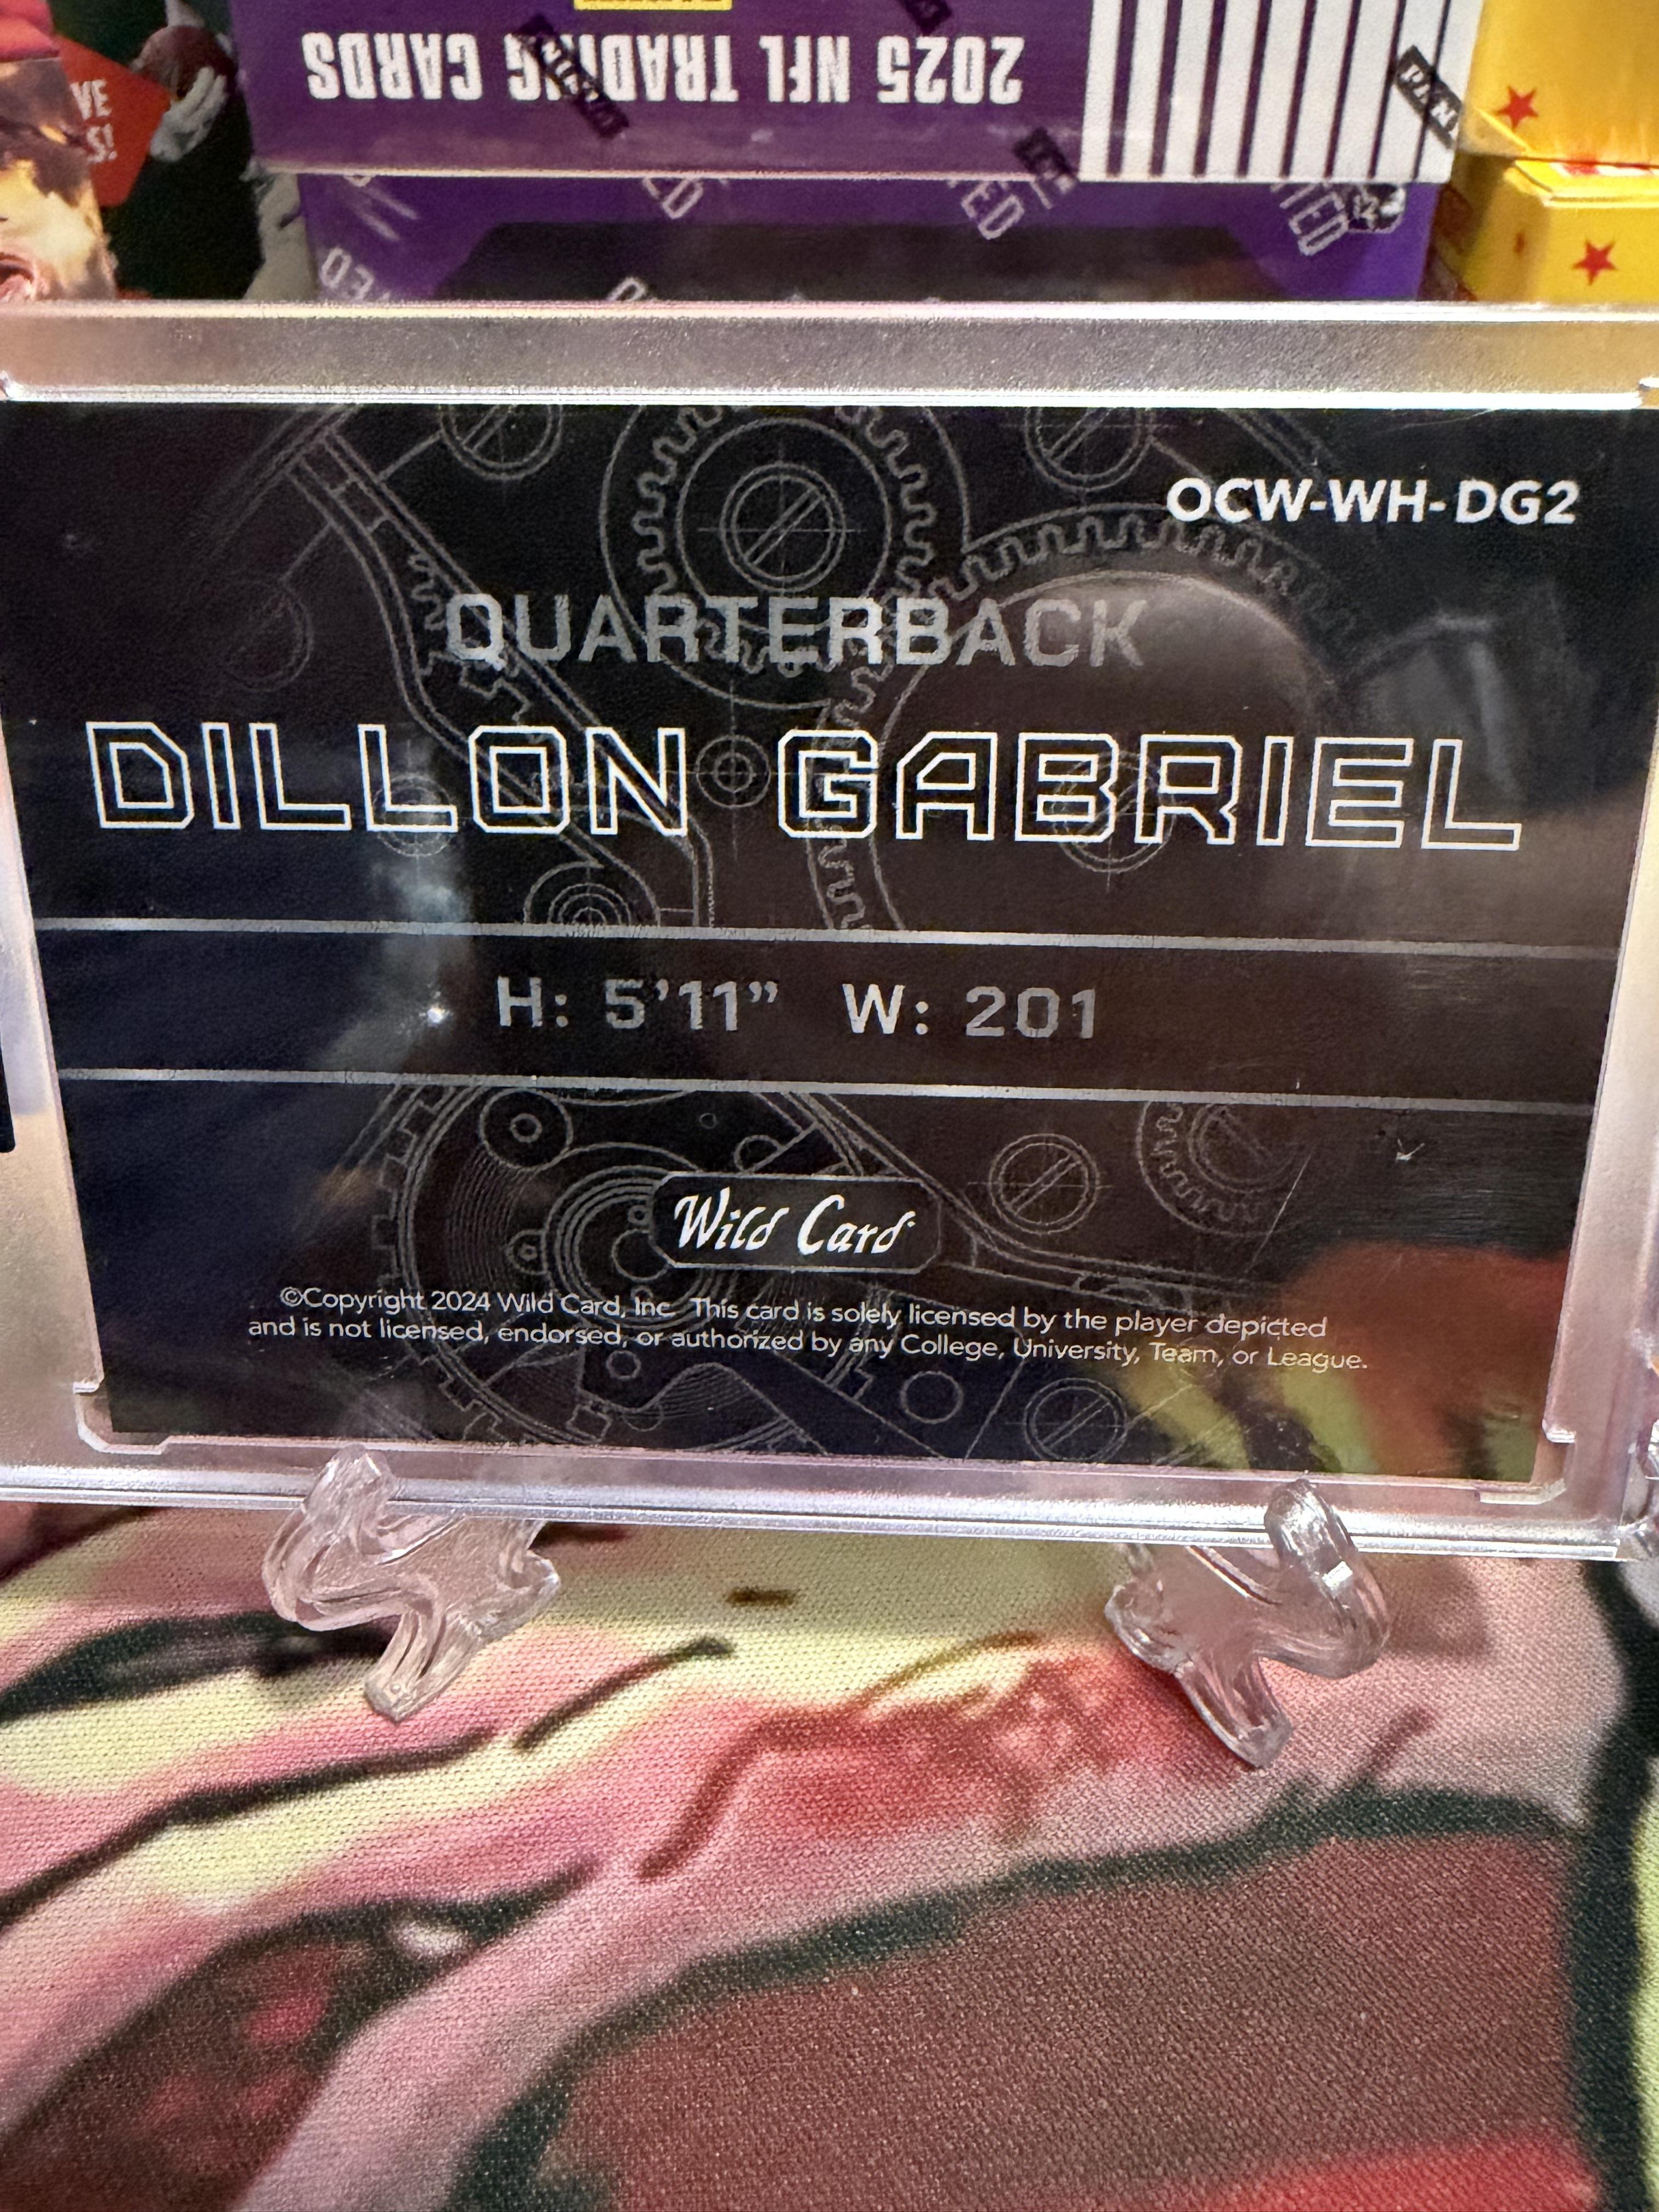 VE
S!
2025 NFL TRADING CARDS
OCW-WH-DG2
QUARTERBACK
DILLON GABRIEL
H: 5'11" W: 201
Wild Card
©Copyright 2024 Wild Card, Inc. This card is solely licensed by the player depicted
and is not licensed, endorsed, or authorized by any College, University, Team, or League.